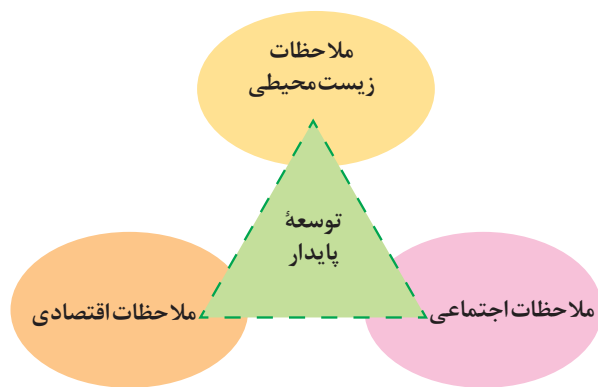 ملاحظات
زیست‌محیطی
توسعهٔ
پایدار
ملاحظات اجتماعی
ملاحظات اقتصادی